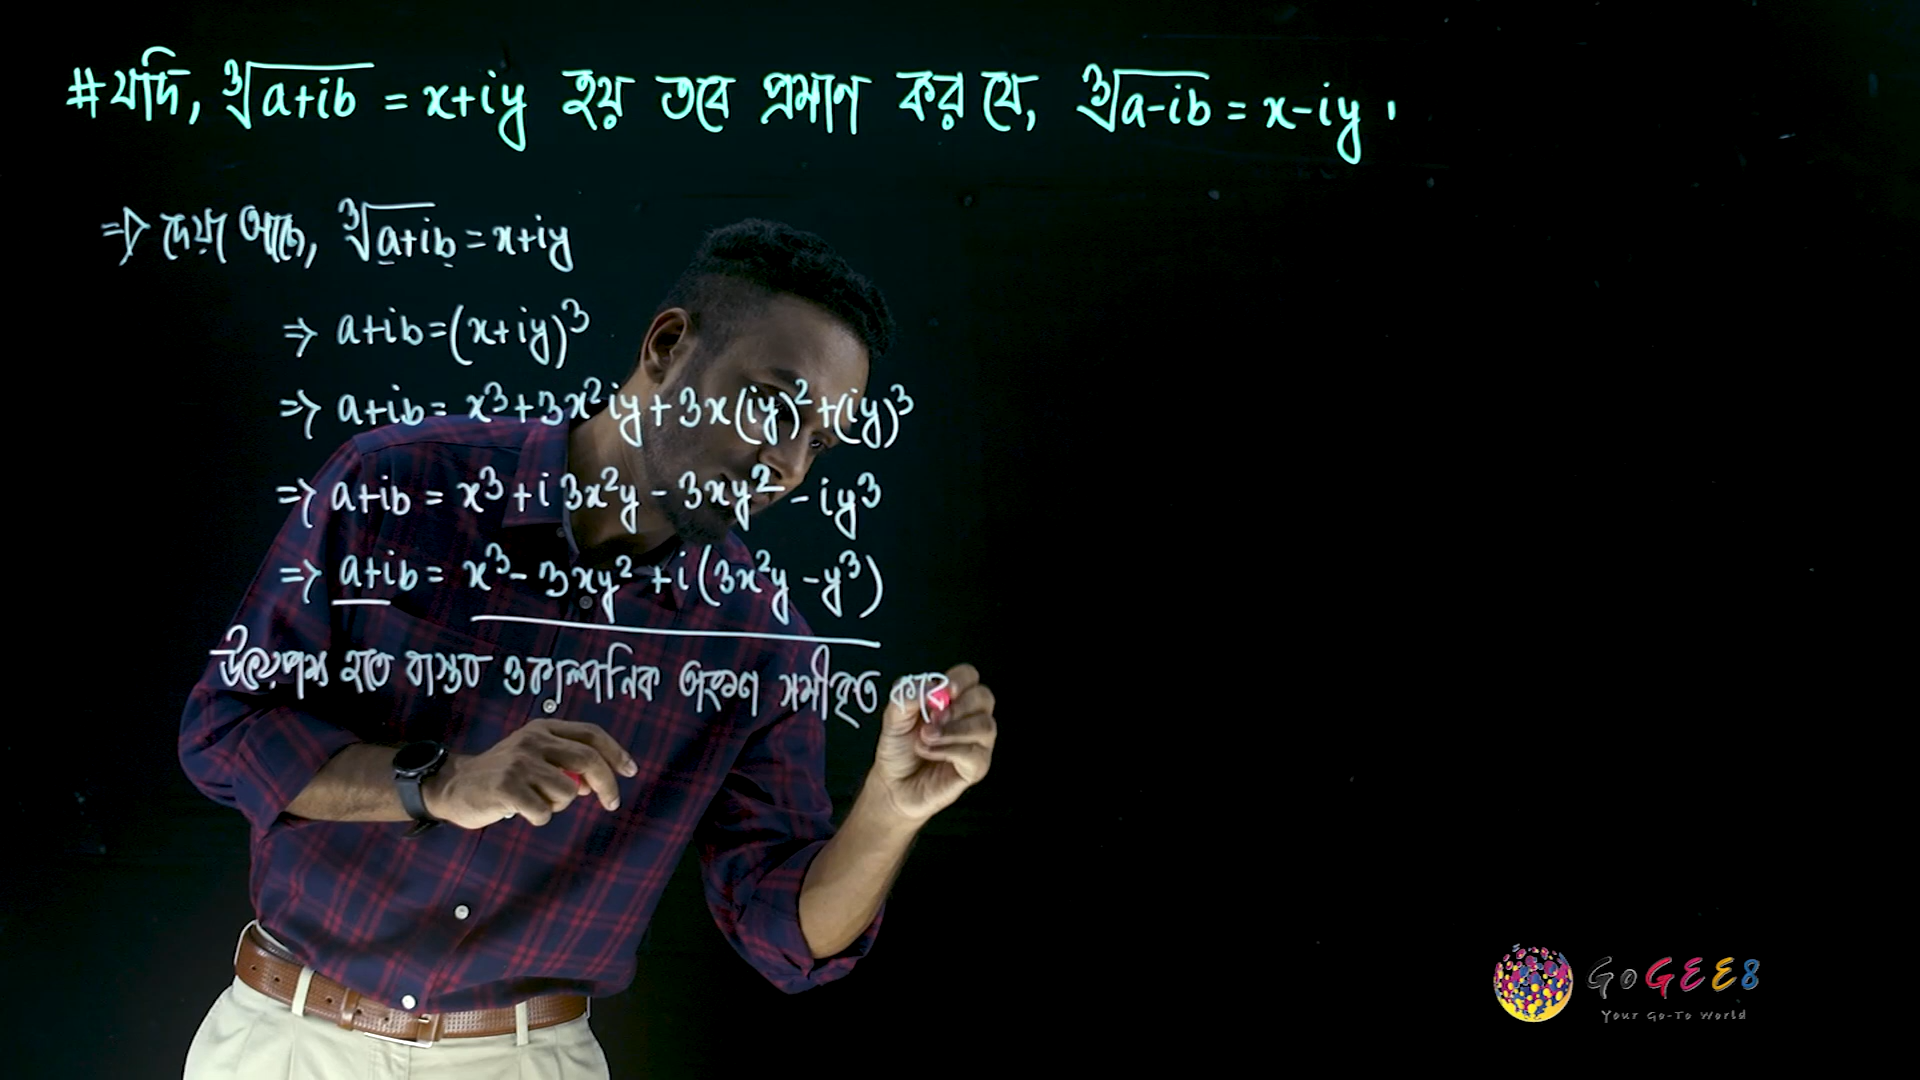 #যদি, ∛(a+ib) = x+iy হয় তবে প্রমাণ কর যে, ∛(a-ib) = x-iy ।
⇒ দেয়া আছে, ∛(a+ib) = x+iy
⇒ a+ib=(x+iy)³
⇒ a+ib= x³+3x²iy+3x(iy)²+(iy)³
⇒ a+ib = x³+i3x²y - 3xy² - iy³
⇒ a+ib= x³- 3xy² +i(3x²y - y³)
উভয়পক্ষ হতে বাস্তব ও কাল্পনিক অংশ সমীকৃত করে
GoGEE8
Your Go-To World